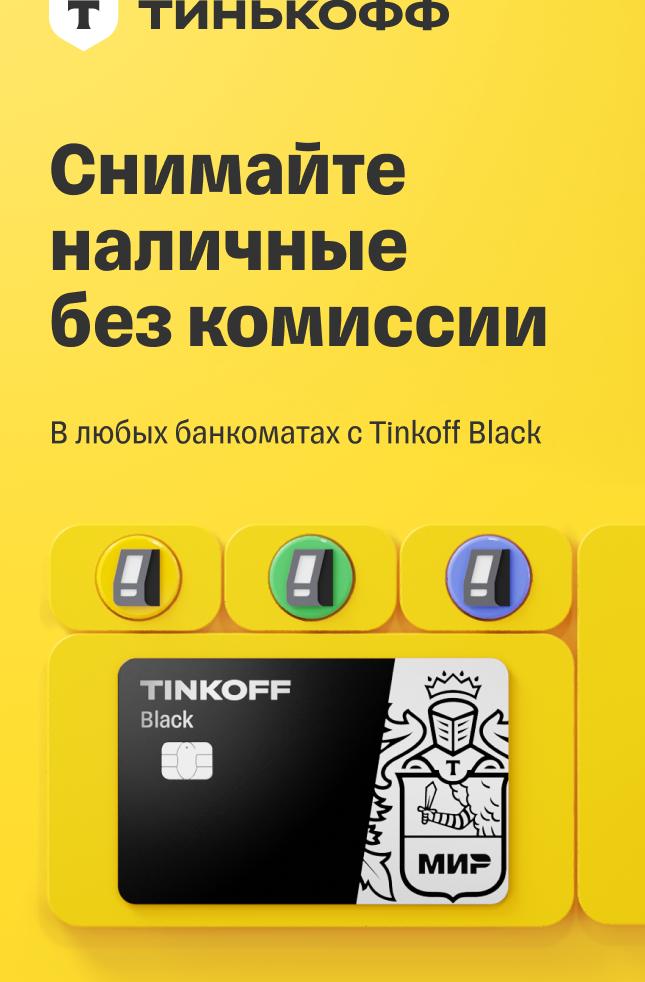 Т ТИНЬКОФФ
Снимайте
наличные
без комиссии
В любых банкоматах с Tinkoff Black
TINKOFF
Black
Т
МИР